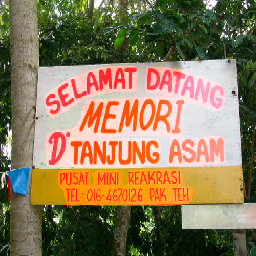 SELAMAT DATANG
MEMORI
D' TANJUNG ASAM
PUSAT MINI REAKRASI
TEL: 016-4670126 PAK TEH